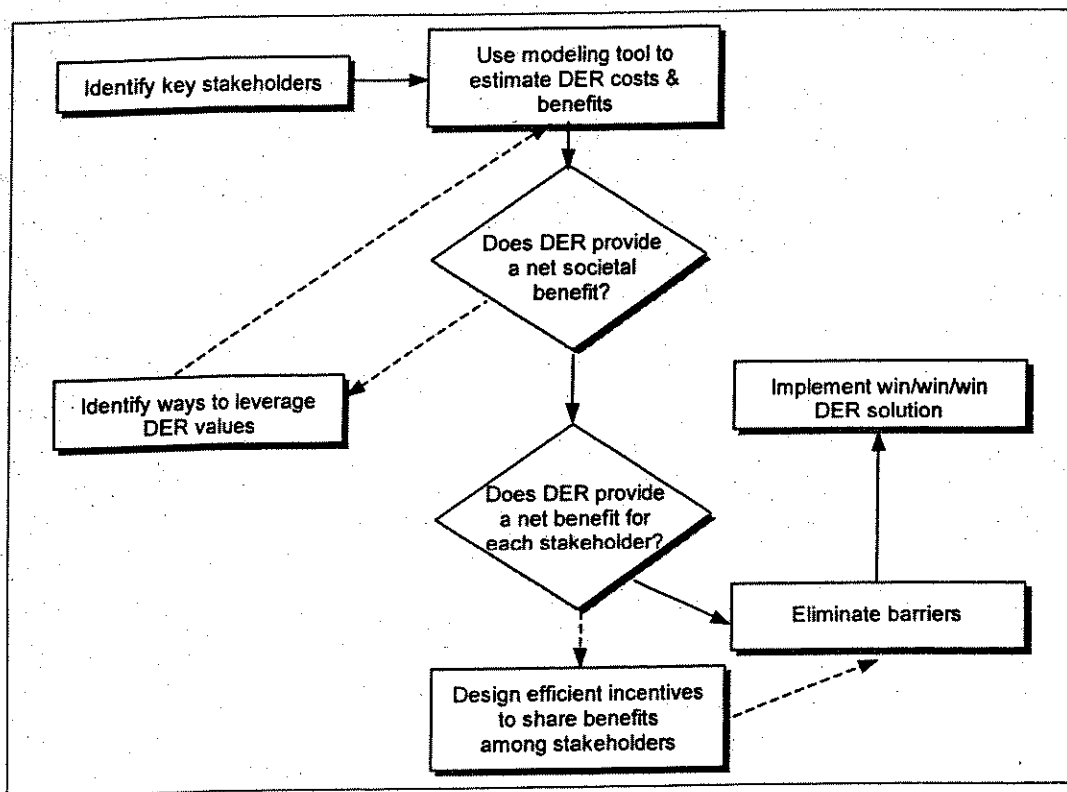 Identify key stakeholders
Use modeling tool to
estimate DER costs &
benefits
Does DER provide
a net societal
benefit?
Identify ways to leverage
DER values
Implement win/win/win
DER solution
Does DER provide
a net benefit for
each stakeholder?
Eliminate barriers
Design efficient incentives
to share benefits
among stakeholders